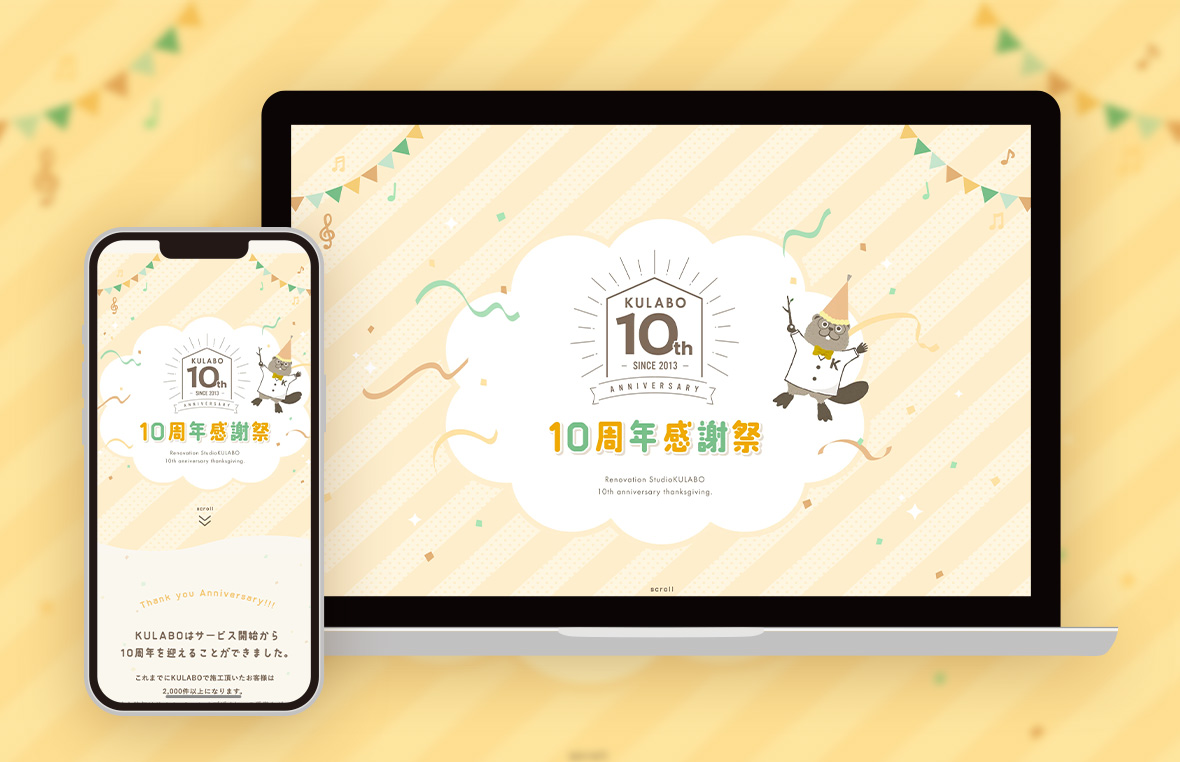 KULABO
10th
SINCE 2013
ANNIVERSARY
K
10周年感謝祭
Renovation StudioKULABO
10th anniversary thanksgiving.
scroll
KULABO
10th
SINCE 2013
ANNIVERSARY
K
10周年感謝祭
Renovation StudioKULABO
10th anniversary thanksgiving.
scroll
Thank you Anniversary!!!
KULABOはサービス開始から
10周年を迎えることができました。
これまでにKULABOで施工頂いたお客様は
2,000件以上になります。